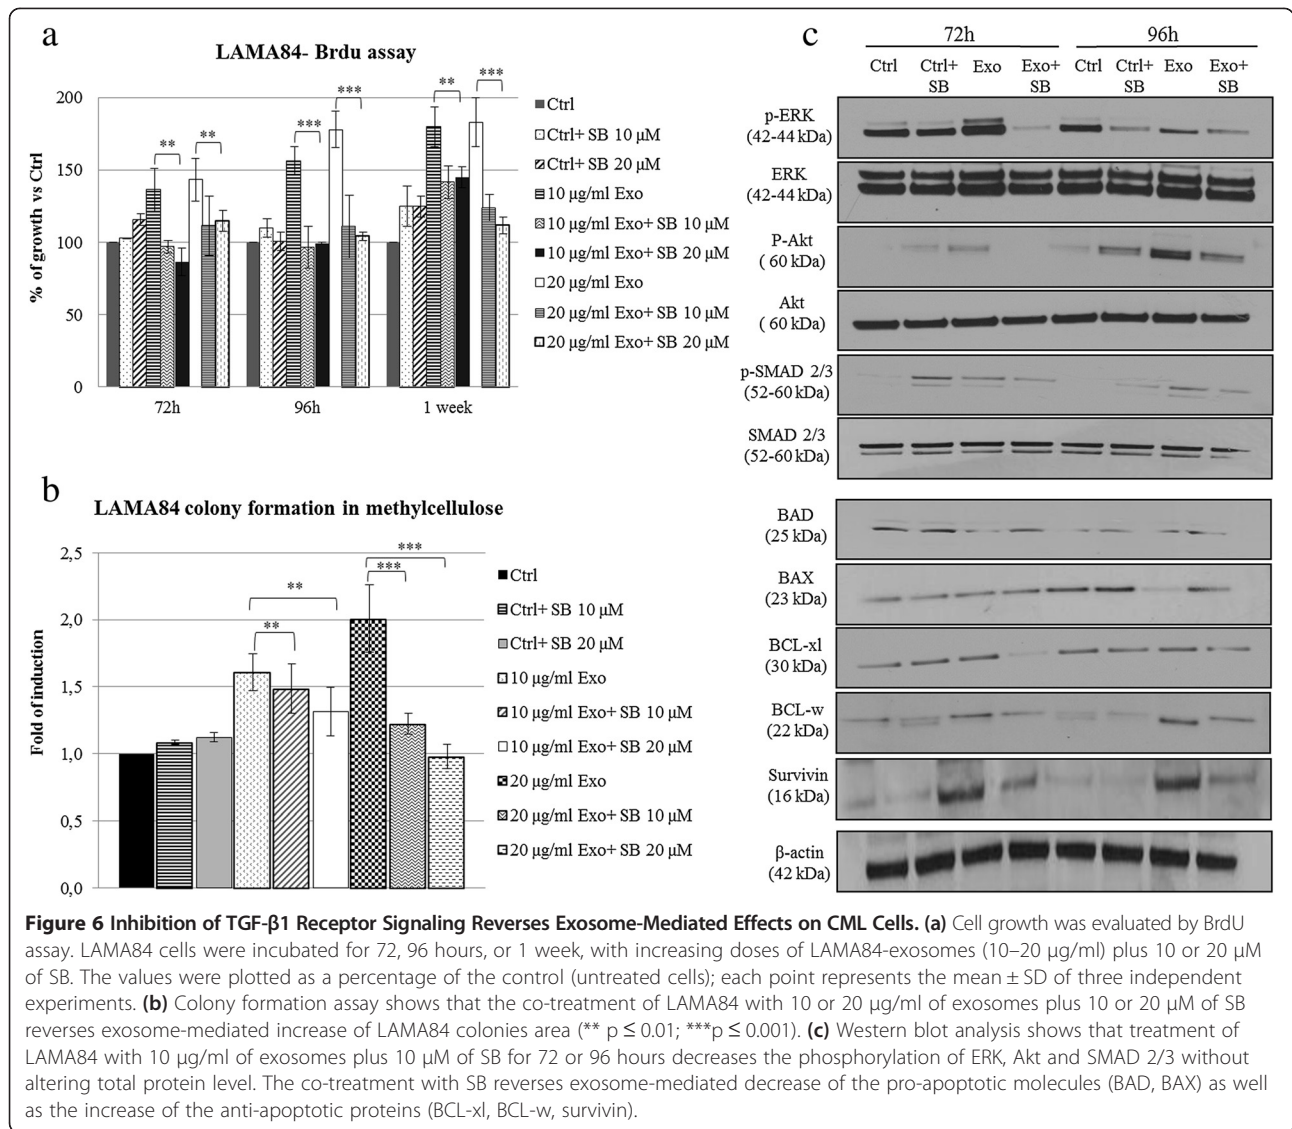 a
LAMA84- Brdu assay
% of growth vs Ctrl
200
150
100
50
0
** ** *** *** ** ***
72h 96h 1 week
Ctrl
Ctrl+ SB 10 µM
Ctrl+ SB 20 µM
10 µg/ml Exo
10 µg/ml Exo+ SB 10 µM
10 µg/ml Exo+ SB 20 µM
20 µg/ml Exo
20 µg/ml Exo+ SB 10 µM
20 µg/ml Exo+ SB 20 µM
b
LAMA84 colony formation in methylcellulose
Fold of induction
2,5
2,0
1,5
1,0
0,5
0,0
** ** *** ***
Ctrl
Ctrl+ SB 10 µM
Ctrl+ SB 20 µM
10 µg/ml Exo
10 µg/ml Exo+ SB 10 µM
10 µg/ml Exo+ SB 20 µM
20 µg/ml Exo
20 µg/ml Exo+ SB 10 µM
20 µg/ml Exo+ SB 20 µM
c
72h 96h
Ctrl Ctrl+ SB Exo Exo+ SB Ctrl Ctrl+ SB Exo Exo+ SB
p-ERK
(42-44 kDa)
ERK
(42-44 kDa)
P-Akt
( 60 kDa)
Akt
( 60 kDa)
p-SMAD 2/3
(52-60 kDa)
SMAD 2/3
(52-60 kDa)
BAD
(25 kDa)
BAX
(23 kDa)
BCL-xl
(30 kDa)
BCL-w
(22 kDa)
Survivin
(16 kDa)
β-actin
(42 kDa)
Figure 6 Inhibition of TGF-β1 Receptor Signaling Reverses Exosome-Mediated Effects on CML Cells. (a) Cell growth was evaluated by BrdU
assay. LAMA84 cells were incubated for 72, 96 hours, or 1 week, with increasing doses of LAMA84-exosomes (10–20 µg/ml) plus 10 or 20 µM
of SB. The values were plotted as a percentage of the control (untreated cells); each point represents the mean ± SD of three independent
experiments. (b) Colony formation assay shows that the co-treatment of LAMA84 with 10 or 20 µg/ml of exosomes plus 10 or 20 µM of SB
reverses exosome-mediated increase of LAMA84 colonies area (** p ≤ 0.01; ***p ≤ 0.001). (c) Western blot analysis shows that treatment of
LAMA84 with 10 µg/ml of exosomes plus 10 µM of SB for 72 or 96 hours decreases the phosphorylation of ERK, Akt and SMAD 2/3 without
altering total protein level. The co-treatment with SB reverses exosome-mediated decrease of the pro-apoptotic molecules (BAD, BAX) as well
as the increase of the anti-apoptotic proteins (BCL-xl, BCL-w, survivin).